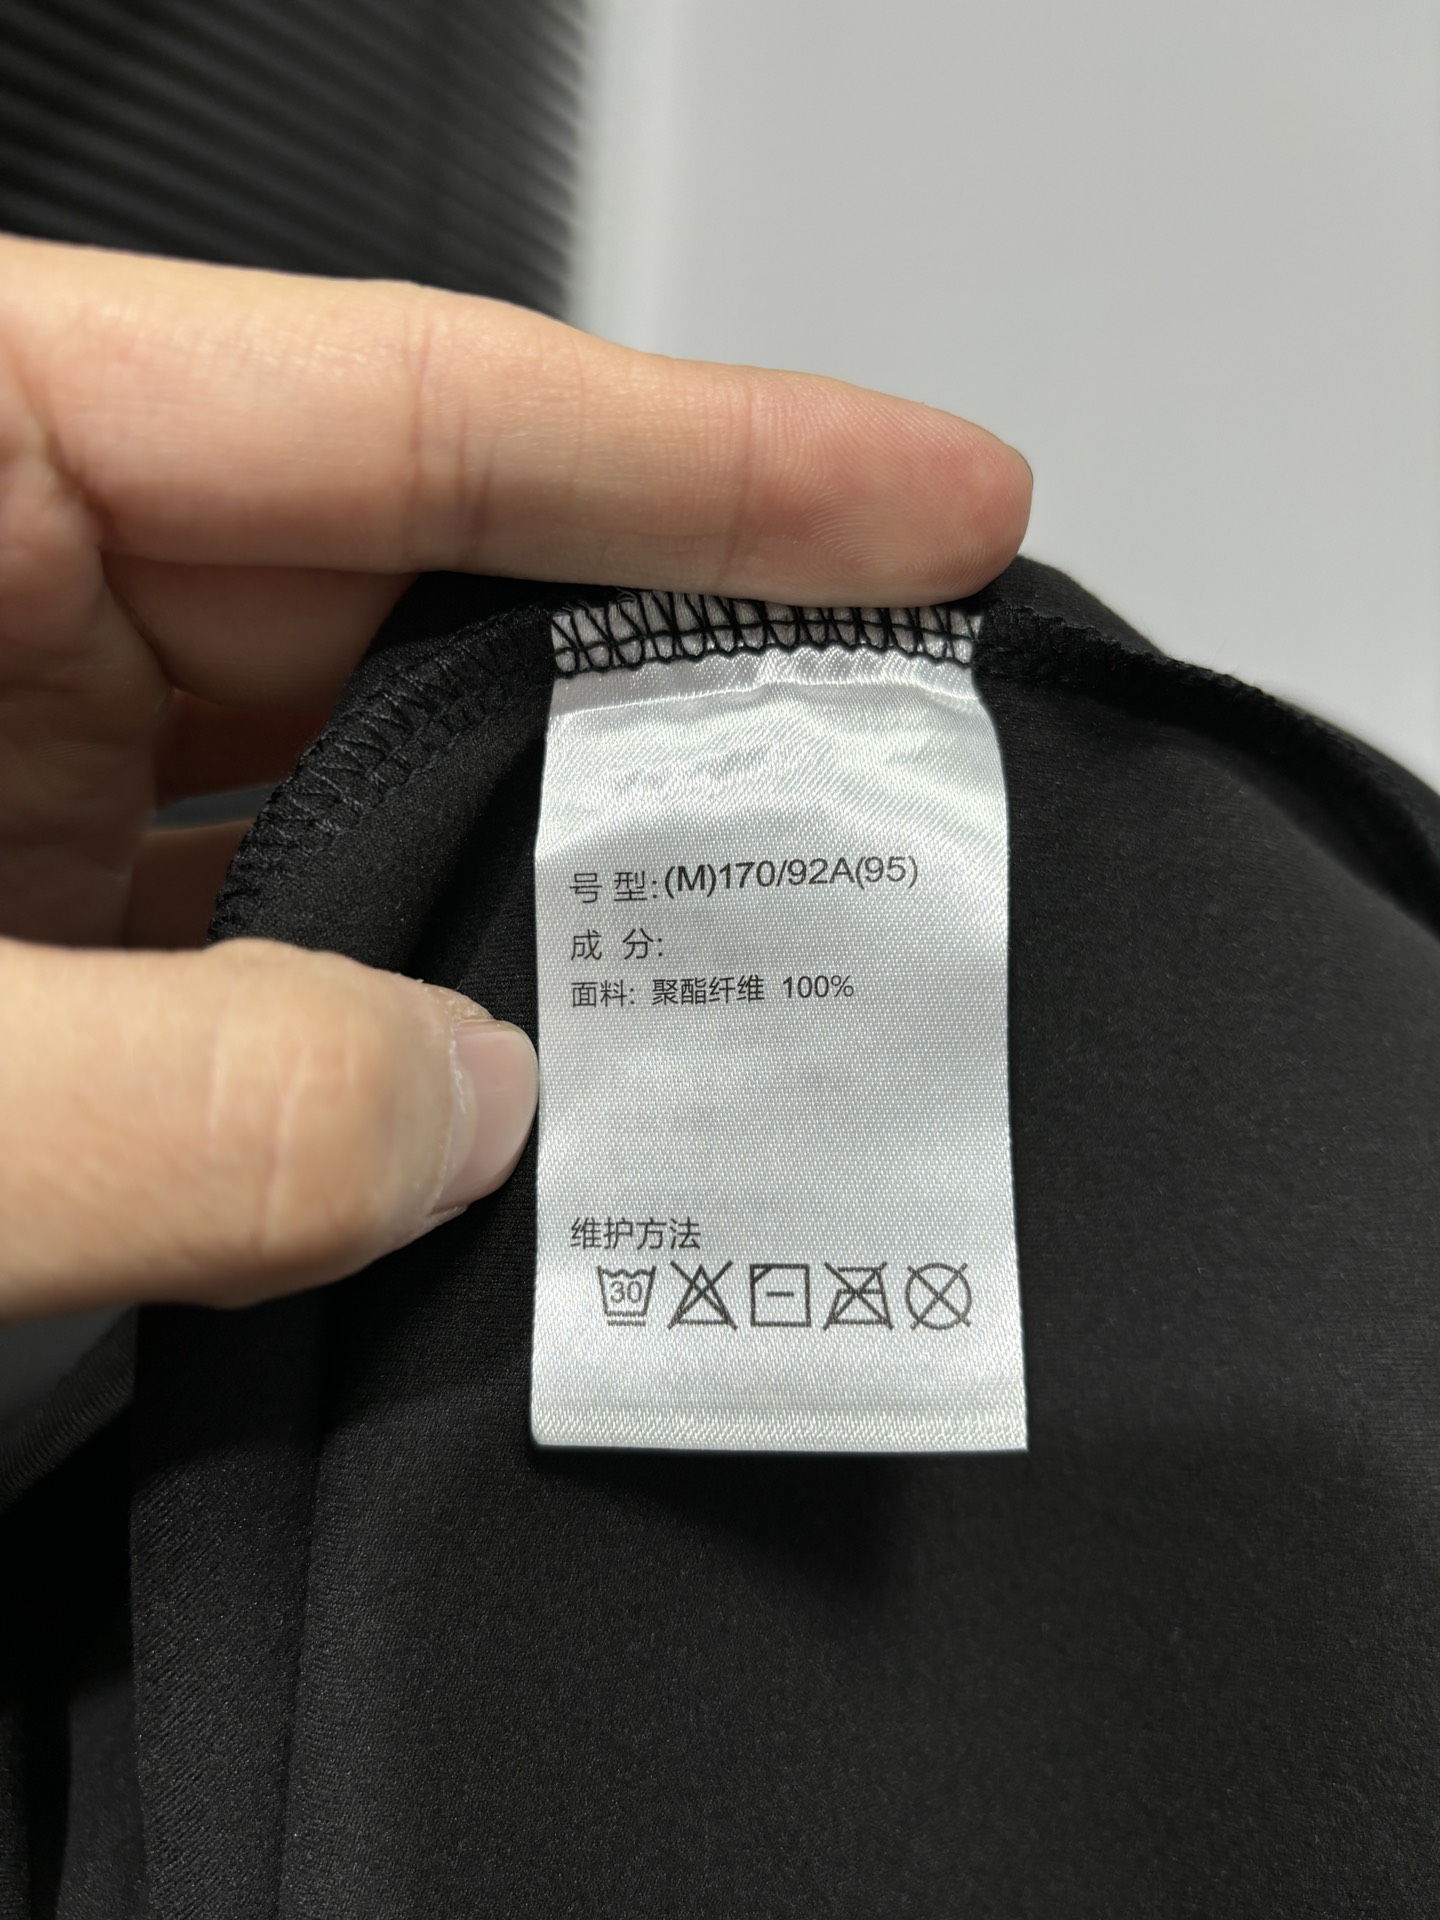 号 型:(M)170/92A(95)
成 分:
面料: 聚酯纤维 100%
维护方法
30